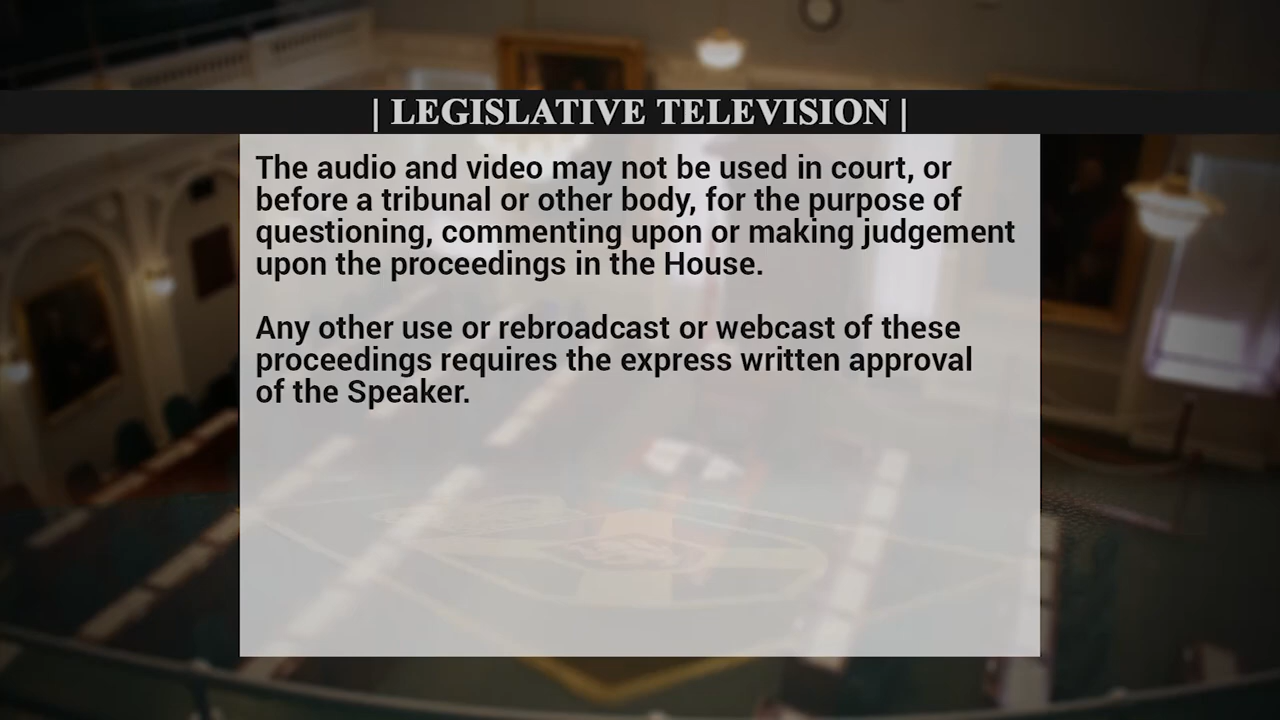 | LEGISLATIVE TELEVISION |
The audio and video may not be used in court, or
before a tribunal or other body, for the purpose of
questioning, commenting upon or making judgement
upon the proceedings in the House.
Any other use or rebroadcast or webcast of these
proceedings requires the express written approval
of the Speaker.